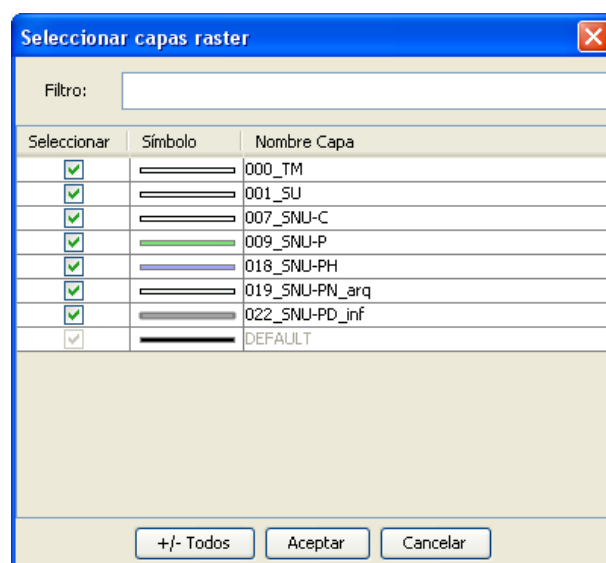 Seleccionar capas raster
Filtro:
Seleccionar Símbolo Nombre Capa
000_TM
001_SU
007_SNU-C
009_SNU-P
018_SNU-PH
019_SNU-PN_arq
022_SNU-PD_inf
DEFAULT
+/- Todos Aceptar Cancelar